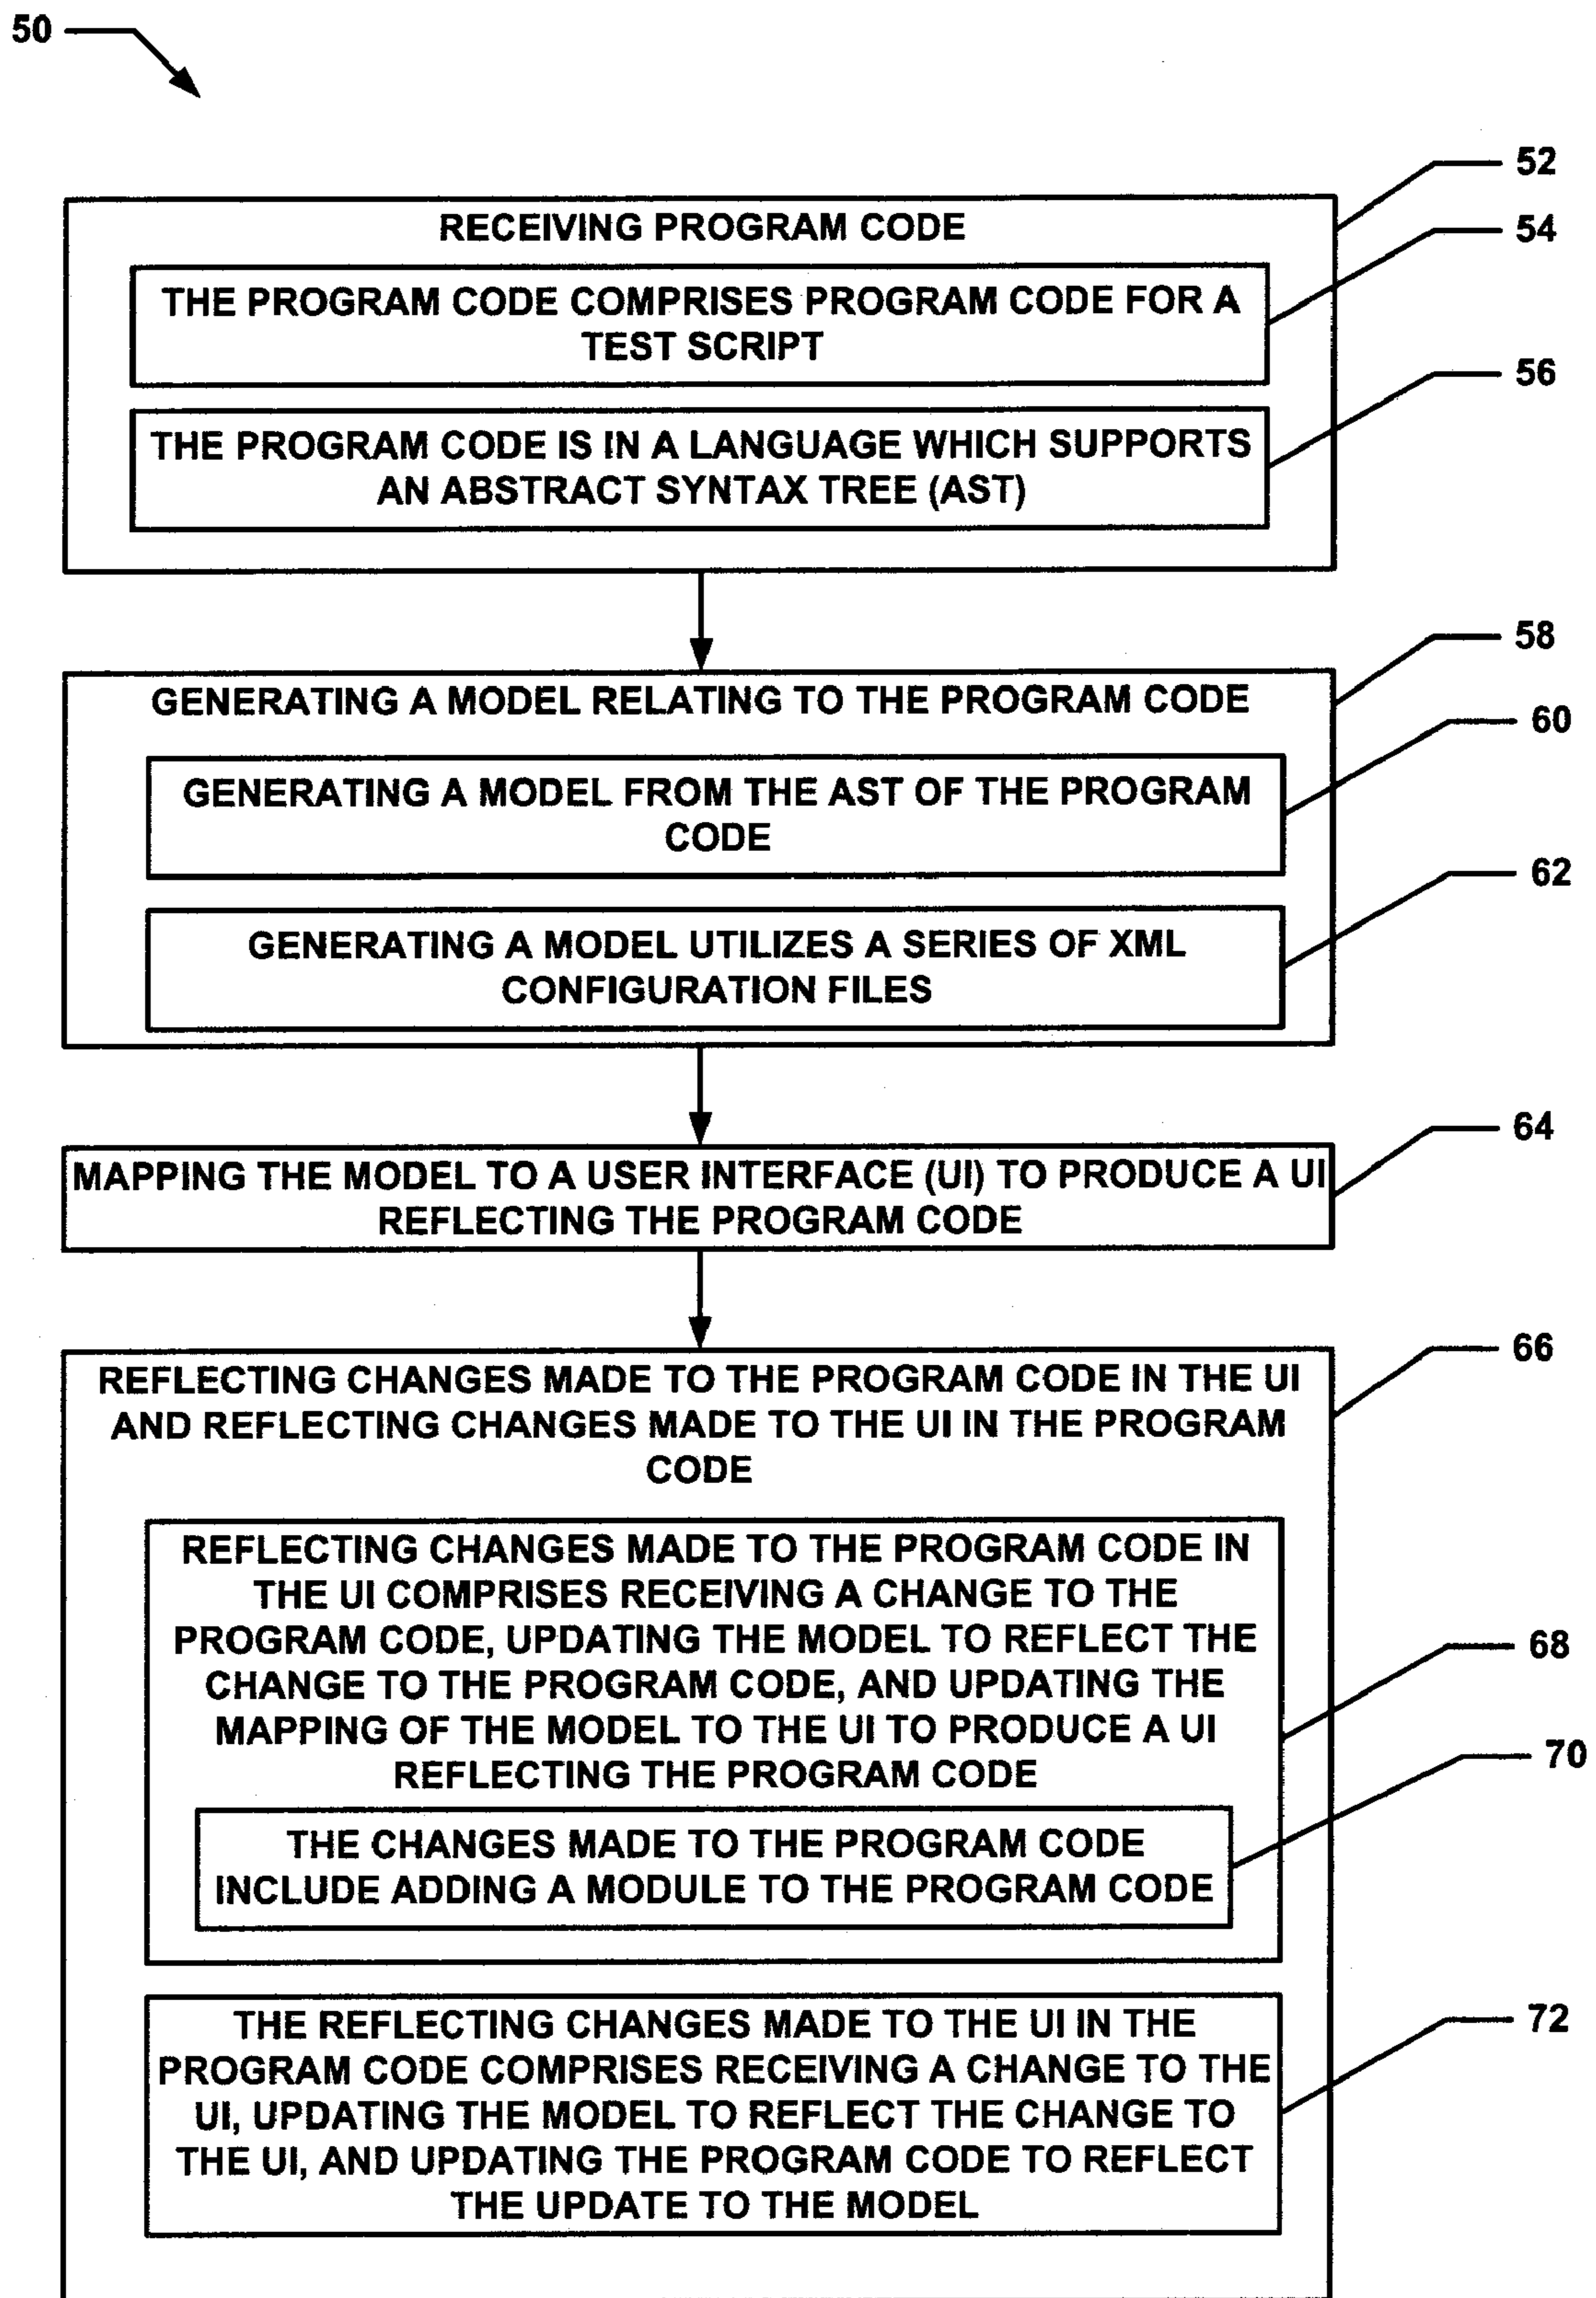 50
52
RECEIVING PROGRAM CODE
54
THE PROGRAM CODE COMPRISES PROGRAM CODE FOR A
TEST SCRIPT
56
THE PROGRAM CODE IS IN A LANGUAGE WHICH SUPPORTS
AN ABSTRACT SYNTAX TREE (AST)
58
GENERATING A MODEL RELATING TO THE PROGRAM CODE
60
GENERATING A MODEL FROM THE AST OF THE PROGRAM
CODE
62
GENERATING A MODEL UTILIZES A SERIES OF XML
CONFIGURATION FILES
64
MAPPING THE MODEL TO A USER INTERFACE (UI) TO PRODUCE A UI
REFLECTING THE PROGRAM CODE
66
REFLECTING CHANGES MADE TO THE PROGRAM CODE IN THE UI
AND REFLECTING CHANGES MADE TO THE UI IN THE PROGRAM
CODE
REFLECTING CHANGES MADE TO THE PROGRAM CODE IN
THE UI COMPRISES RECEIVING A CHANGE TO THE
PROGRAM CODE, UPDATING THE MODEL TO REFLECT THE
68
CHANGE TO THE PROGRAM CODE, AND UPDATING THE
MAPPING OF THE MODEL TO THE UI TO PRODUCE A UI
REFLECTING THE PROGRAM CODE
70
THE CHANGES MADE TO THE PROGRAM CODE
INCLUDE ADDING A MODULE TO THE PROGRAM CODE
72
THE REFLECTING CHANGES MADE TO THE UI IN THE
PROGRAM CODE COMPRISES RECEIVING A CHANGE TO THE
UI, UPDATING THE MODEL TO REFLECT THE CHANGE TO
THE UI, AND UPDATING THE PROGRAM CODE TO REFLECT
THE UPDATE TO THE MODEL